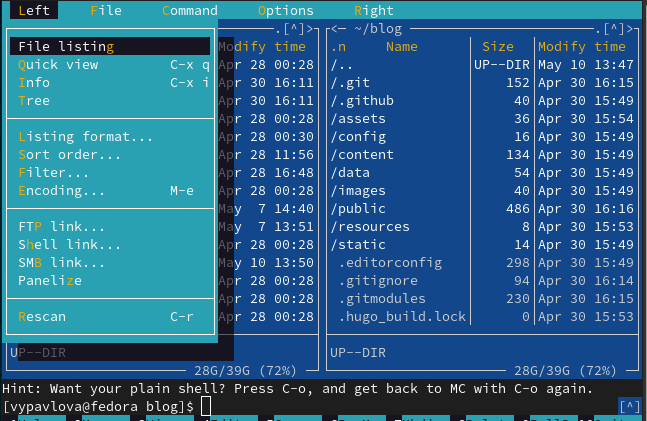 Left File Command Options Right
.[^]> <— ~/blog .[^]>
File listing Modify time .n Name Size Modify time
Quick view C-x q Apr 28 00:28 /.. UP--DIR May 10 13:47
Info C-x i Apr 30 16:11 /.git 152 Apr 30 16:15
Tree Apr 30 16:11 /.github 40 Apr 30 15:49
Apr 28 00:28 /assets 36 Apr 30 15:54
Listing format... Apr 28 00:30 /config 16 Apr 30 15:49
Sort order... Apr 28 11:56 /content 134 Apr 30 15:49
Filter... Apr 28 16:48 /data 54 Apr 30 15:49
Encoding... M-e Apr 28 00:28 /images 40 Apr 30 15:49
May 7 14:40 /public 486 Apr 30 16:16
FTP link... May 7 13:51 /resources 8 Apr 30 15:53
Shell link... Apr 28 00:28 /static 14 Apr 30 15:49
SMB link... May 10 13:50 .editorconfig 298 Apr 30 15:49
Panelize Apr 28 00:28 .gitignore 94 Apr 30 16:14
Apr 28 00:28 .gitmodules 230 Apr 30 16:15
Rescan C-r Apr 28 00:28 .hugo_build.lock 0 Apr 30 15:53
UP--DIR UP--DIR
28G/39G (72%) 28G/39G (72%)
Hint: Want your plain shell? Press C-o, and get back to MC with C-o again.
[vypavlova@fedora blog]$ [^]